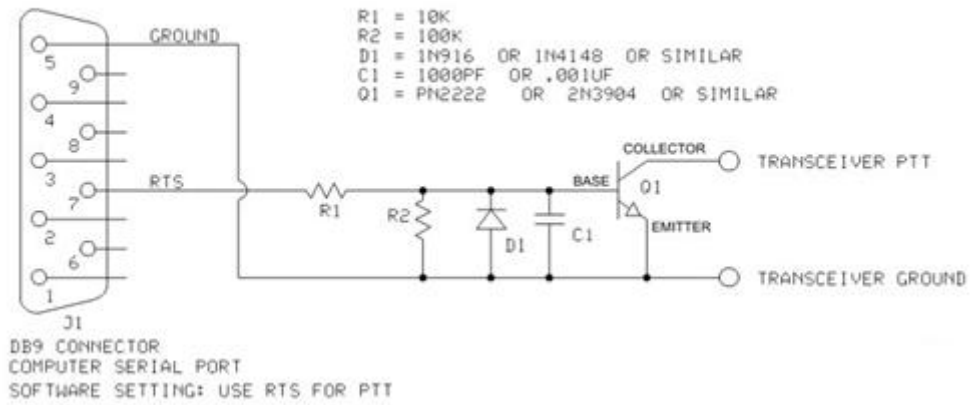 R1 = 10K
R2 = 100K
D1 = 1N916 OR 1N4148 OR SIMILAR
C1 = 1000PF OR .001UF
Q1 = PN2222 OR 2N3904 OR SIMILAR
GROUND
5
9
4
8
3
7
2
6
1
RTS
R1
R2
D1
C1
BASE
COLLECTOR
Q1
EMITTER
TRANSCEIVER PTT
TRANSCEIVER GROUND
J1
DB9 CONNECTOR
COMPUTER SERIAL PORT
SOFTWARE SETTING: USE RTS FOR PTT